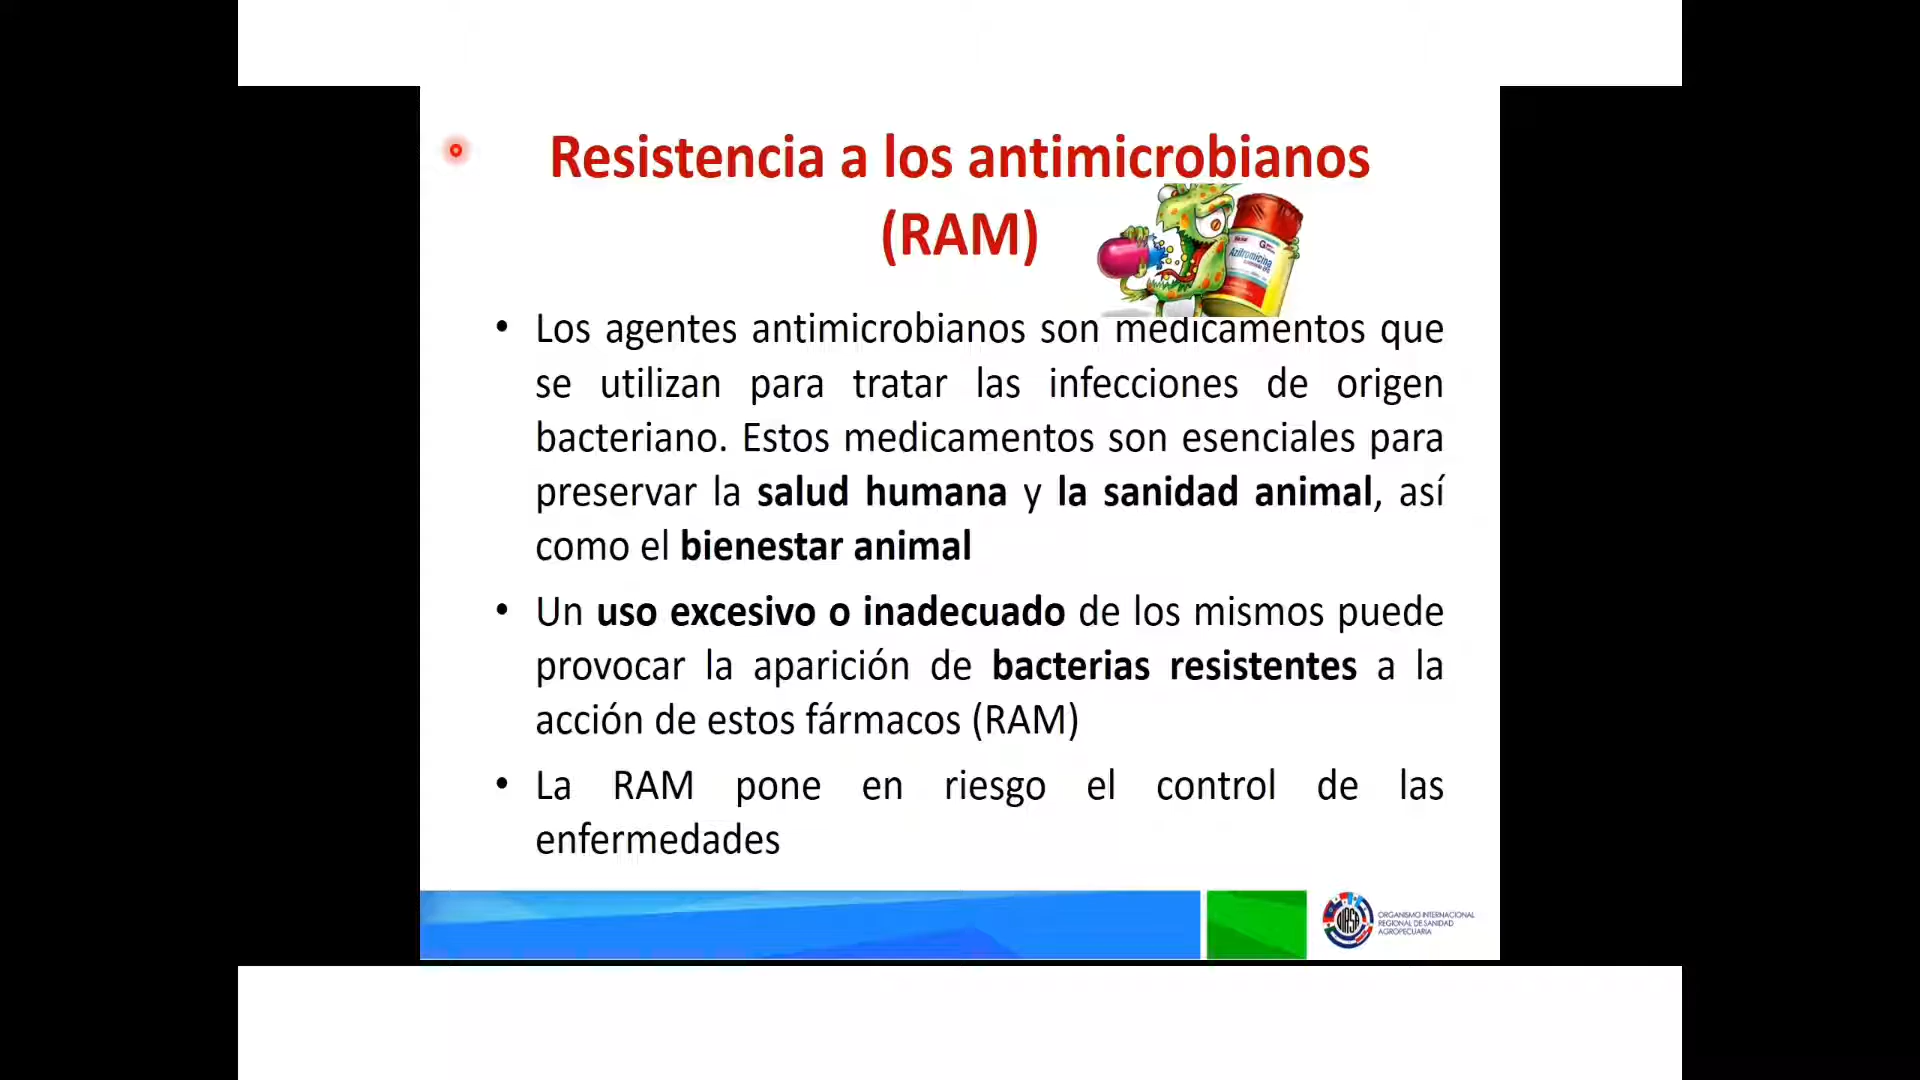 Resistencia a los antimicrobianos
(RAM)
Azitromicina
• Los agentes antimicrobianos son medicamentos que
se utilizan para tratar las infecciones de origen
bacteriano. Estos medicamentos son esenciales para
preservar la salud humana y la sanidad animal, así
como el bienestar animal
• Un uso excesivo o inadecuado de los mismos puede
provocar la aparición de bacterias resistentes a la
acción de estos fármacos (RAM)
• La RAM pone en riesgo el control de las
enfermedades
OIRSA
ORGANISMO INTERNACIONAL
REGIONAL DE SANIDAD
AGROPECUARIA